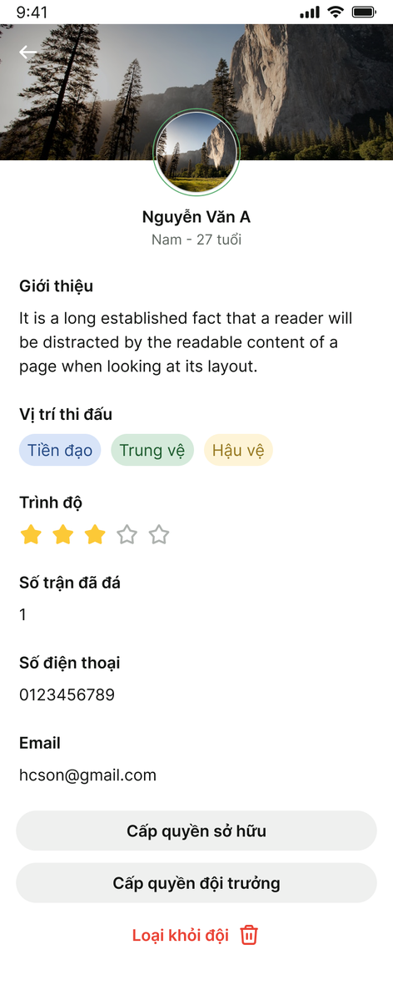 9:41
Nguyễn Văn A
Nam - 27 tuổi
Giới thiệu
It is a long established fact that a reader will
be distracted by the readable content of a
page when looking at its layout.
Vị trí thi đấu
Tiền đạo Trung vệ Hậu vệ
Trình độ
Số trận đã đá
1
Số điện thoại
0123456789
Email
hcson@gmail.com
Cấp quyền sở hữu
Cấp quyền đội trưởng
Loại khỏi đội